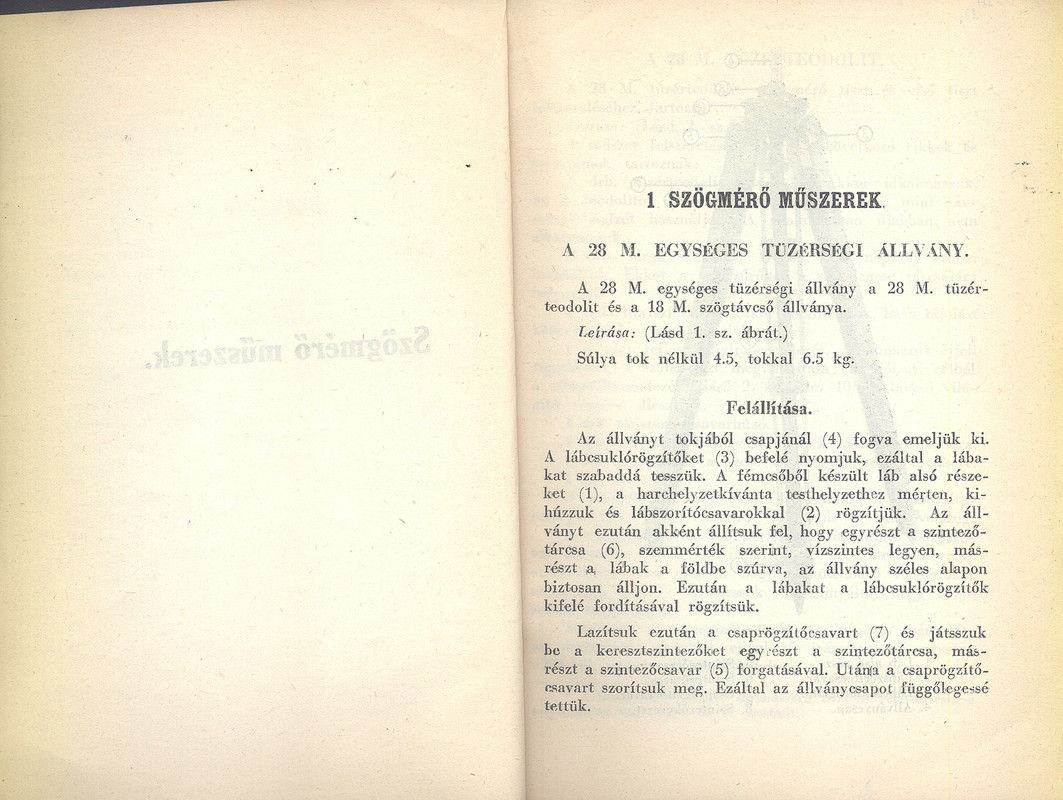 Szögmérő műszerek.
1 SZÖGMÉRŐ MŰSZEREK.
A 28 M. EGYSÉGES TÜZÉRSÉGI ÁLLVÁNY.
A 28 M. egységes tüzérségi állvány a 28 M. tüzér-
teodolit és a 18 M. szögtávcső állványa.
Leírása: (Lásd 1. sz. ábrát.)
Súlya tok nélkül 4.5, tokkal 6.5 kg.
Felállítása.
Az állványt tokjából csapjánál (4) fogva emeljük ki.
A lábcsuklórögzítőket (3) befelé nyomjuk, ezáltal a lába-
kat szabaddá tesszük. A fémcsőből készült láb alsó része-
ket (1), a harchelyzetkívánta testhelyzethez mérten, ki-
húzzuk és lábszorítócsavarokkal (2) rögzítjük. Az áll-
ványt ezután akként állítsuk fel, hogy egyrészt a szintező-
tárcsa (6), szemmérték szerint, vízszintes legyen, más-
részt a, lábak a földbe szúrva, az állvány széles alapon
biztosan álljon. Ezután a lábakat a lábcsuklórögzítők
kifelé fordításával rögzítsük.
Lazítsuk ezután a csaprögzítőcsavart (7) és játsszuk
be a keresztszintezőket egyrészt a szintezőtárcsa, más-
részt a szintezőcsavar (5) forgatásával. Utána a csaprögzítő-
csavart szorítsuk meg. Ezáltal az állványcsapot függőlegessé
tettük.